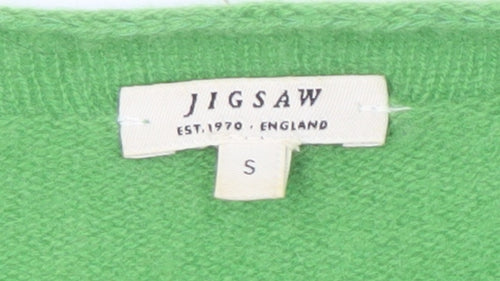 JIGSAW
EST. 1970 · ENGLAND
S